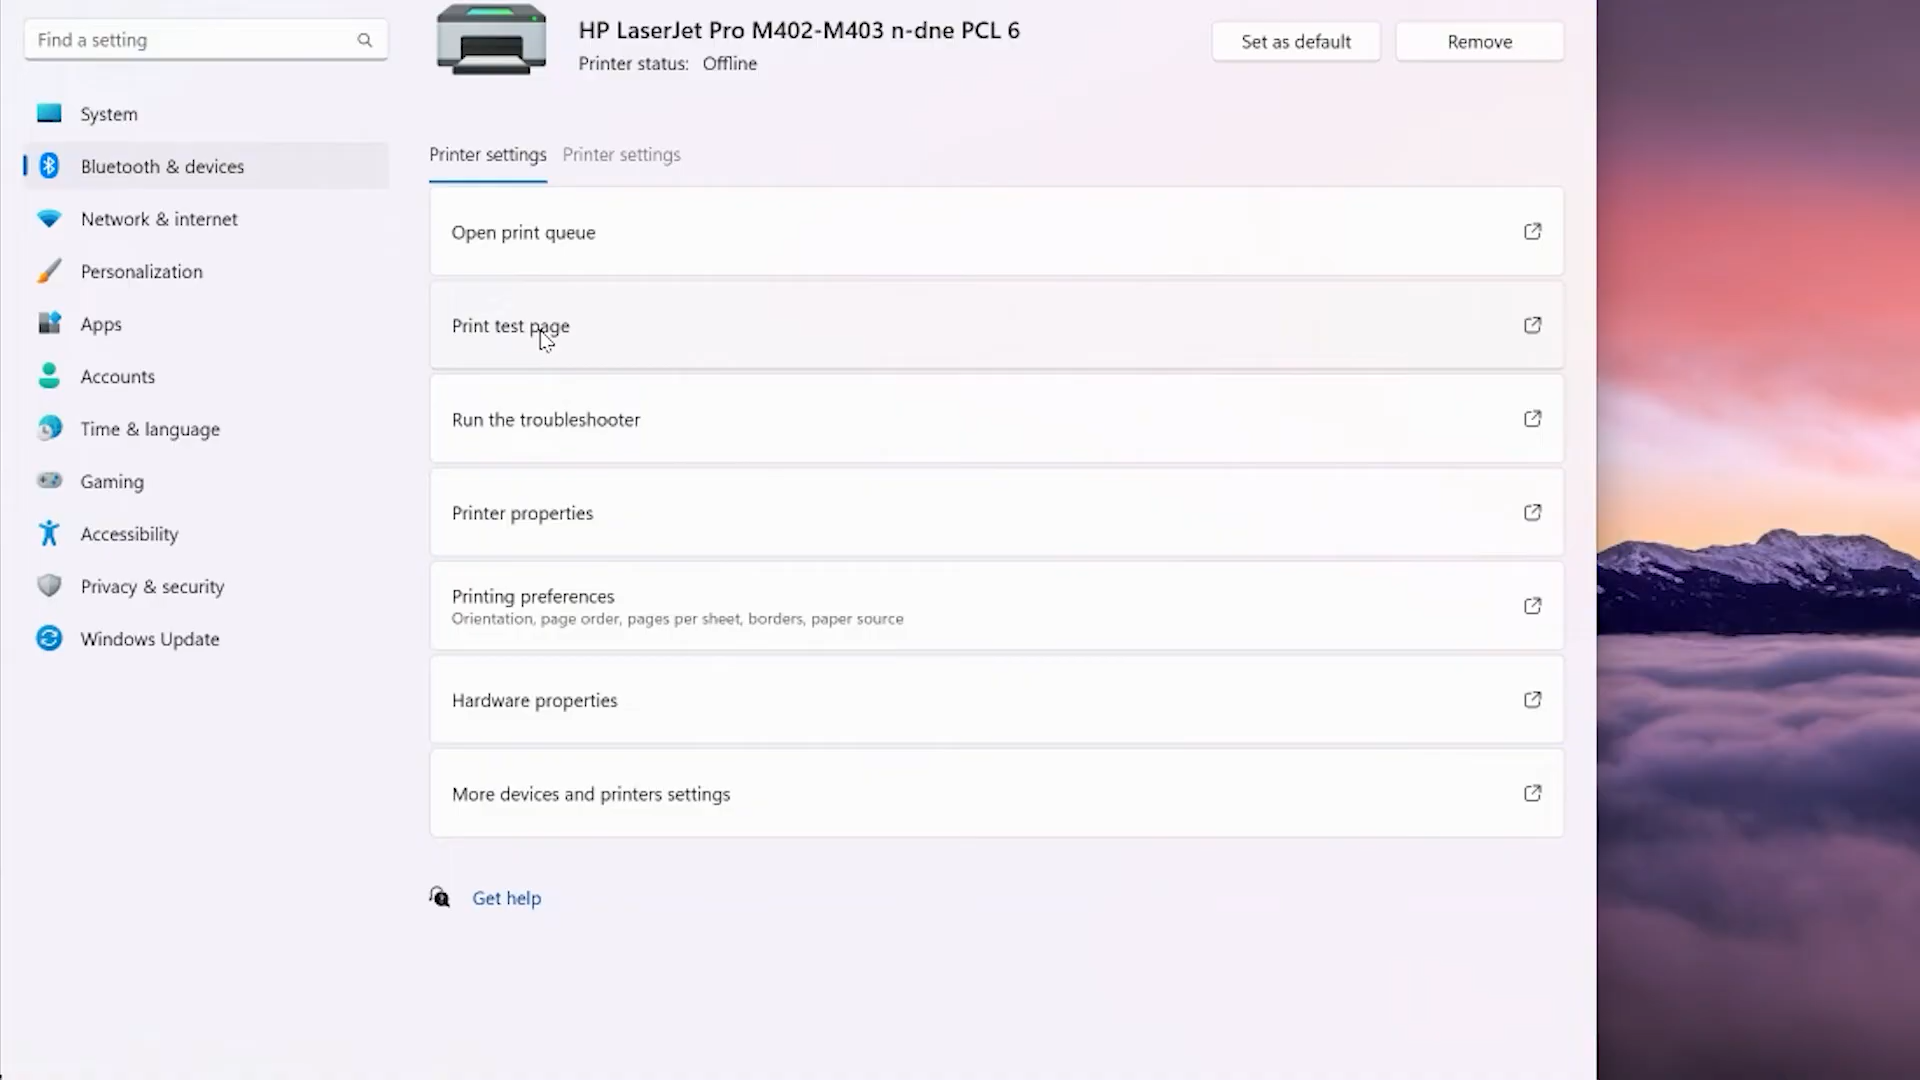 Find a setting
System
Bluetooth & devices
Network & internet
Personalization
Apps
Accounts
Time & language
Gaming
Accessibility
Privacy & security
Windows Update
HP LaserJet Pro M402-M403 n-dne PCL 6
Printer status: Offline
Set as default
Remove
Printer settings Printer settings
Open print queue
Print test page
Run the troubleshooter
Printer properties
Printing preferences
Orientation, page order, pages per sheet, borders, paper source
Hardware properties
More devices and printers settings
Get help